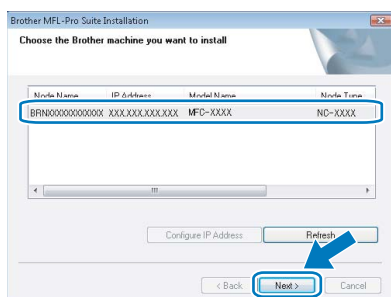 Brother MFL-Pro Suite Installation
Choose the Brother machine you want to install
Node Name IP Address Model Name Node Type
BRNXXXXXXXXXXXX XXX.XXX.XXX.XXX MFC-XXXX NC-XXXX
Configure IP Address Refresh
< Back Next > Cancel